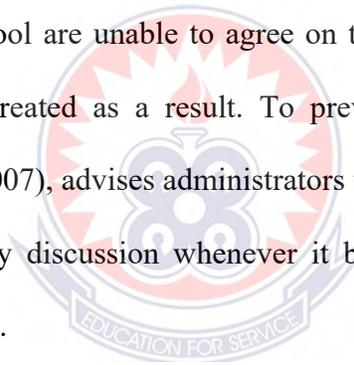 ool are unable to agree on t
reated as a result. To prev
007), advises administrators
y discussion whenever it b
.
EDUCATION FOR SERVICE